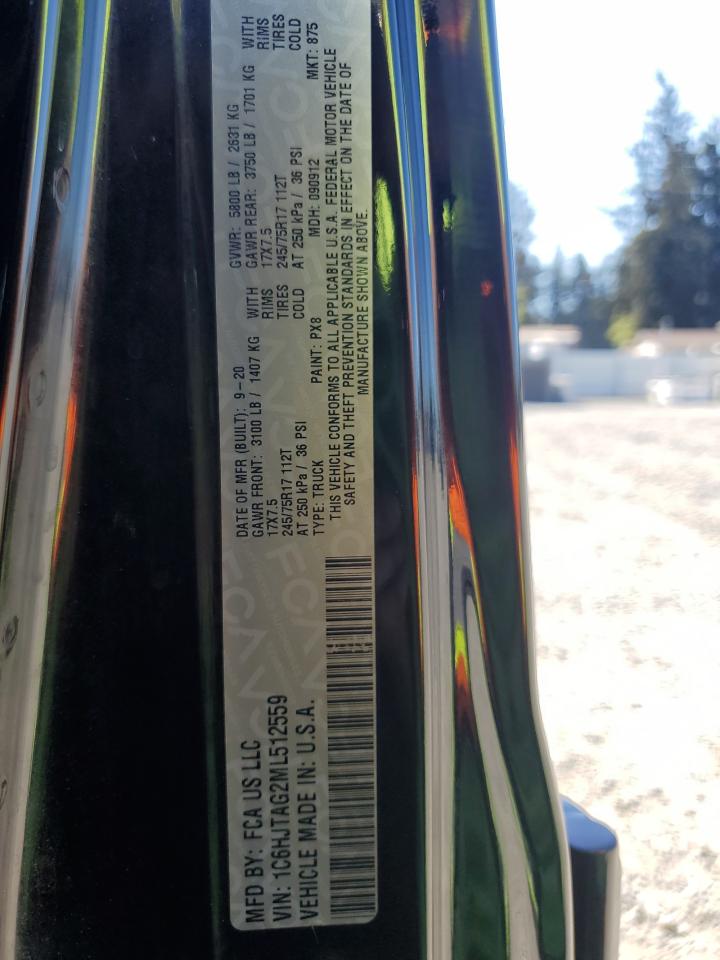 MFD BY: FCA US LLC
VIN: 1C6HJTAG2ML512559
VEHICLE MADE IN: U.S.A.
DATE OF MFR (BUILT): 9-20 GVWR: 5800 LB / 2631 KG
GAWR FRONT: 3100 LB / 1407 KG WITH GAWR REAR: 3750 LB / 1701 KG WITH
17X7.5 RIMS 17X7.5 RIMS
245/75R17 112T TIRES 245/75R17 112T TIRES
AT 250 kPa / 36 PSI COLD AT 250 kPa / 36 PSI COLD
TYPE: TRUCK PAINT: PX8 MDH: 090912 MKT: 875
THIS VEHICLE CONFORMS TO ALL APPLICABLE U.S.A. FEDERAL MOTOR VEHICLE
SAFETY AND THEFT PREVENTION STANDARDS IN EFFECT ON THE DATE OF
MANUFACTURE SHOWN ABOVE.